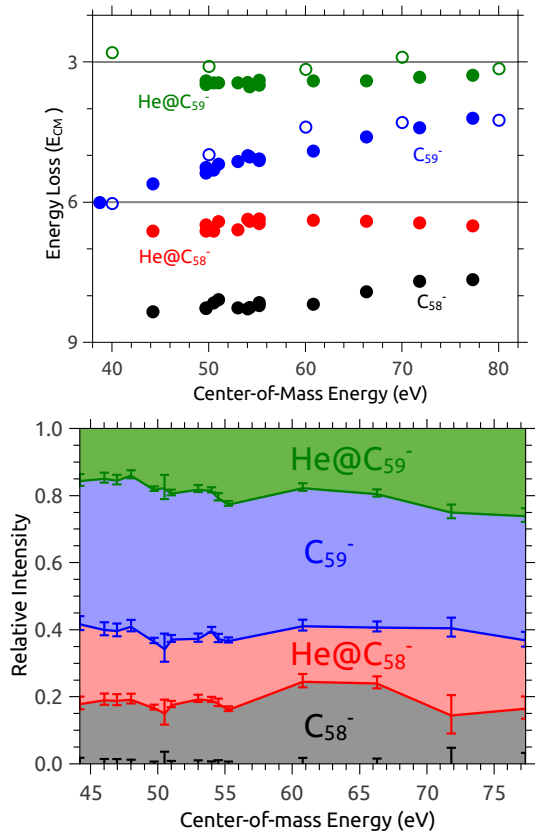 3
6
9
Energy Loss (E_CM)
He@C₅₉⁻
C₅₉⁻
He@C₅₈⁻
C₅₈⁻
40 50 60 70 80
Center-of-Mass Energy (eV)
1.0
0.8
0.6
0.4
0.2
0.0
Relative Intensity
He@C₅₉⁻
C₅₉⁻
He@C₅₈⁻
C₅₈⁻
45 50 55 60 65 70 75
Center-of-mass Energy (eV)